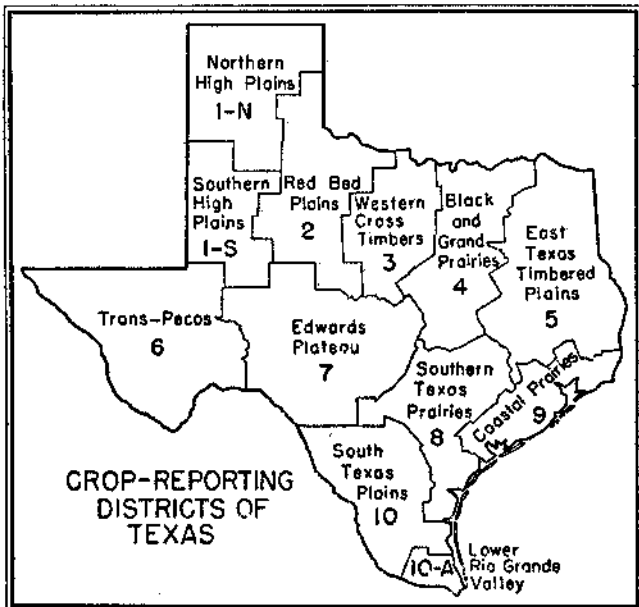 Northern
High Plains
1-N
Southern
High
Plains
1-S
Red Bed
Plains
2
Western
Cross
Timbers
3
Black
and
Grand
Prairies
4
East
Texas
Timbered
Plains
5
Trans-Pecos
6
Edwards
Plateau
7
Southern
Texas
Prairies
8
Coastal Prairies
9
South
Texas
Plains
10
10-A
Lower
Rio Grande
Valley
CROP-REPORTING
DISTRICTS OF
TEXAS